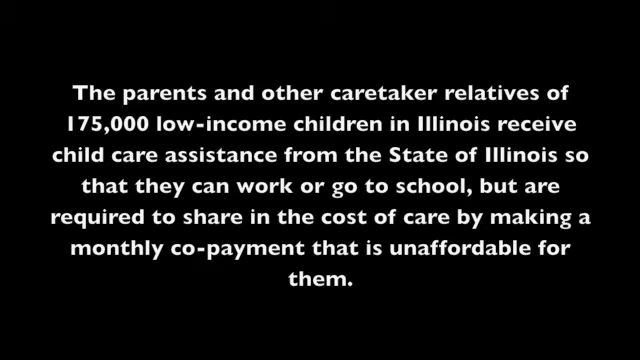 The parents and other caretaker relatives of
175,000 low-income children in Illinois receive
child care assistance from the State of Illinois so
that they can work or go to school, but are
required to share in the cost of care by making a
monthly co-payment that is unaffordable for
them.